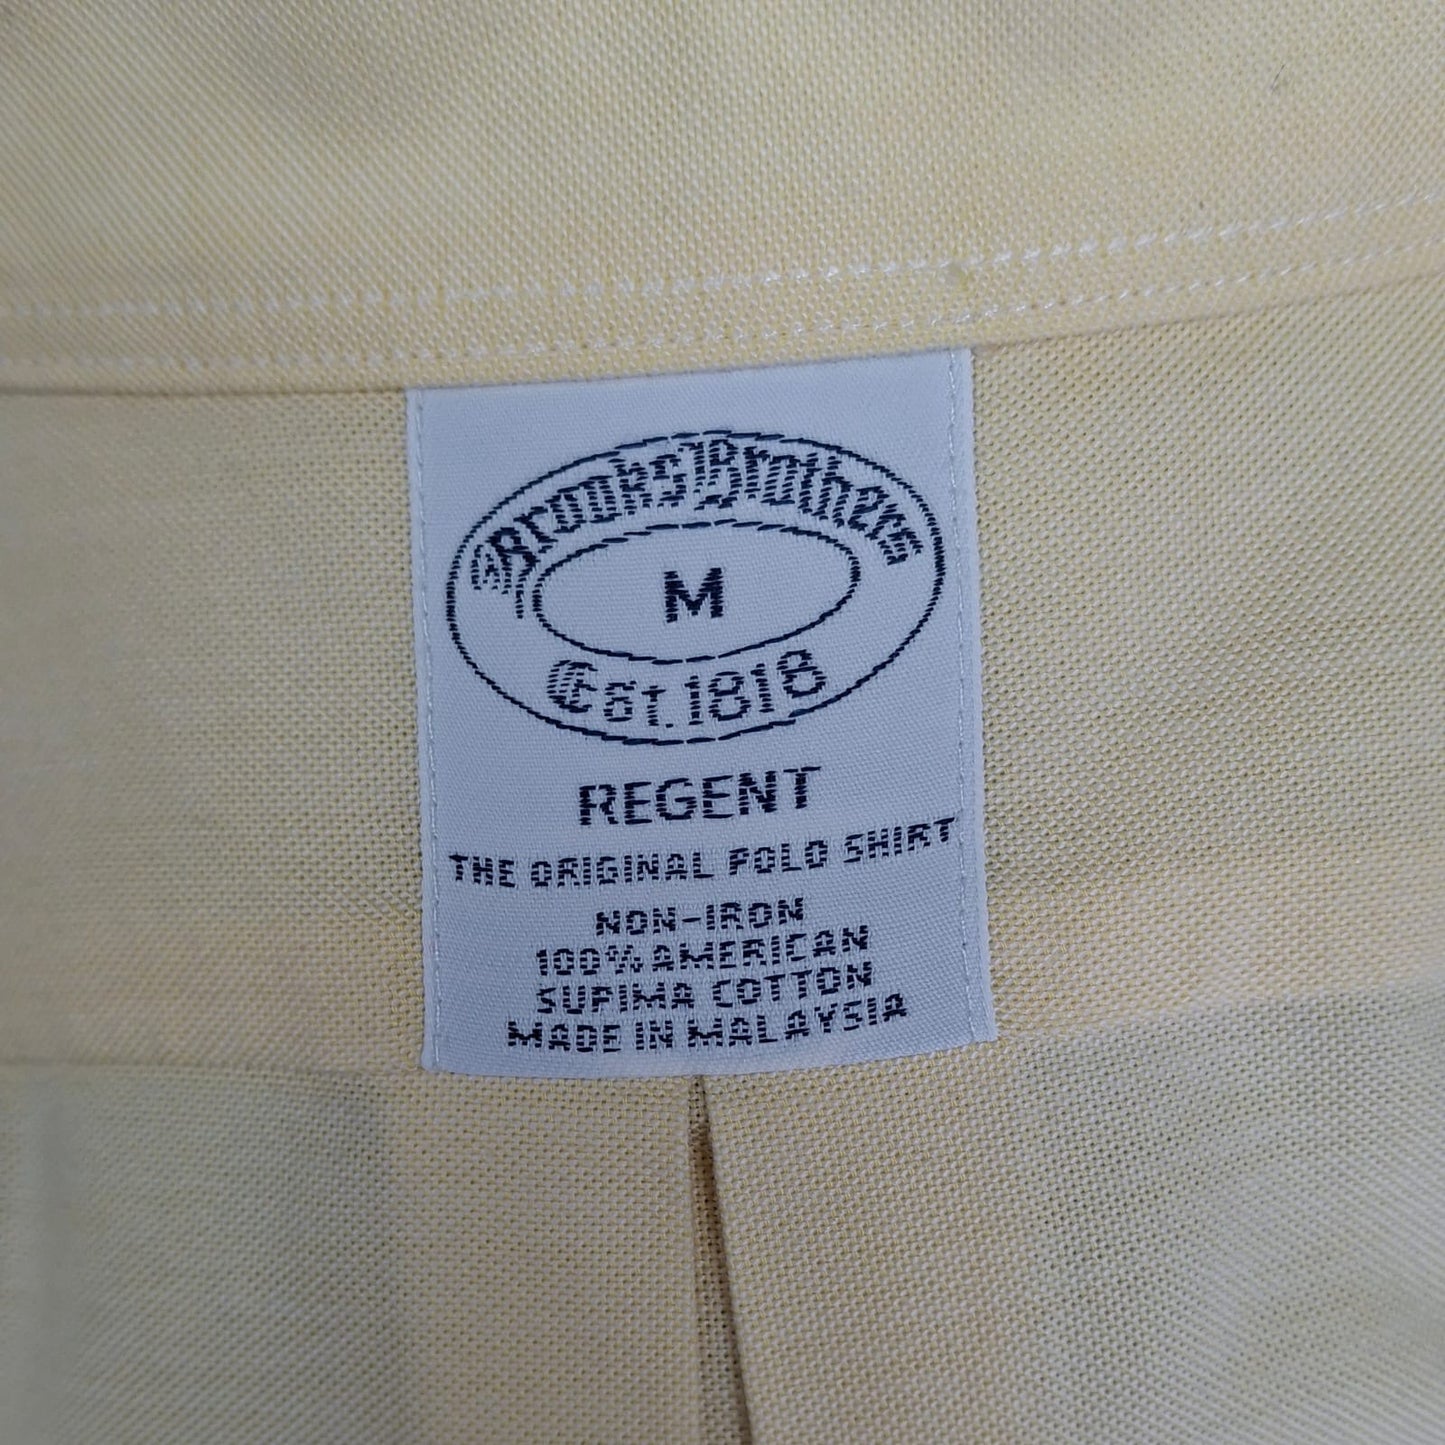 Brooks Brothers
M
Est. 1818
REGENT
THE ORIGINAL POLO SHIRT
NON-IRON
100% AMERICAN
SUPIMA COTTON
MADE IN MALAYSIA